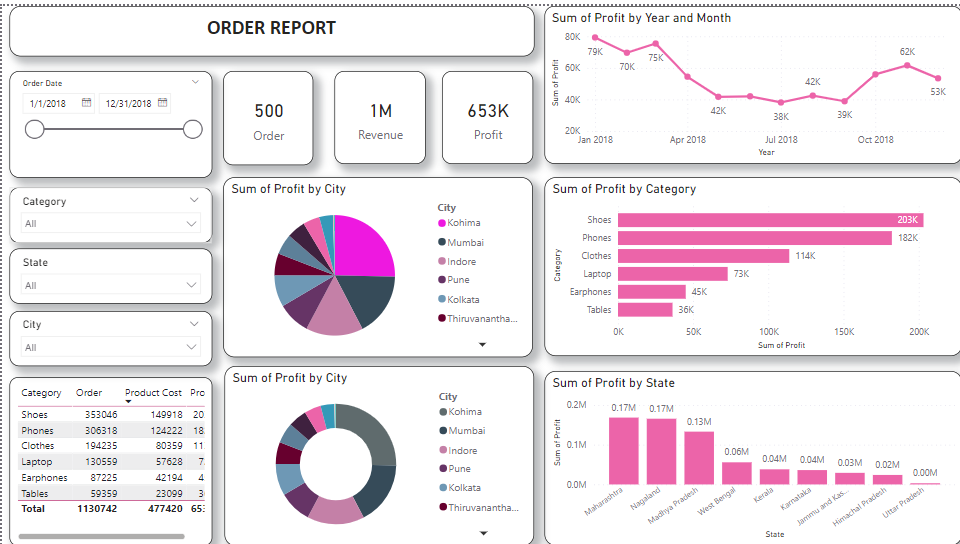 ORDER REPORT
Order Date
1/1/2018
12/31/2018
500
Order
1M
Revenue
653K
Profit
Category
All
State
All
City
All
Category Order Product Cost Pro
Shoes 353046 149918 20
Phones 306318 124222 18
Clothes 194235 80359 11
Laptop 130559 57628 7
Earphones 87225 42194 4
Tables 59359 23099 3
Total 1130742 477420 653
Sum of Profit by City
City
Kohima
Mumbai
Indore
Pune
Kolkata
Thiruvanantha...
Sum of Profit by City
City
Kohima
Mumbai
Indore
Pune
Kolkata
Thiruvanantha...
Sum of Profit by Year and Month
Sum of Profit
80K
60K
40K
20K
79K
70K
75K
42K
38K
42K
39K
62K
53K
Jan 2018
Apr 2018
Jul 2018
Oct 2018
Year
Sum of Profit by Category
Category
Shoes 203K
Phones 182K
Clothes 114K
Laptop 73K
Earphones 45K
Tables 36K
0K 50K 100K 150K 200K
Sum of Profit
Sum of Profit by State
Sum of Profit
0.2M
0.1M
0.0M
0.17M
0.17M
0.13M
0.06M
0.04M
0.04M
0.03M
0.02M
0.00M
Maharashtra
Nagaland
Madhya Pradesh
West Bengal
Kerala
Karnataka
Jammu and Kas...
Himachal Pradesh
Uttar Pradesh
State